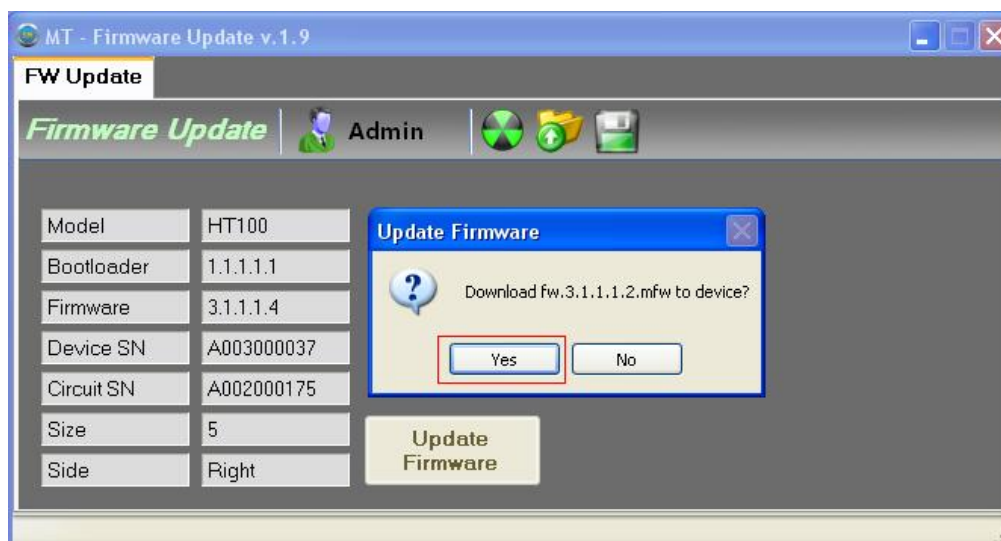 MT - Firmware Update v.1.9
FW Update
Firmware Update Admin
Model HT100
Bootloader 1.1.1.1.1
Firmware 3.1.1.1.4
Device SN A003000037
Circuit SN A002000175
Size 5
Side Right
Update Firmware
Download fw.3.1.1.1.2.mfw to device?
Yes No
Update
Firmware